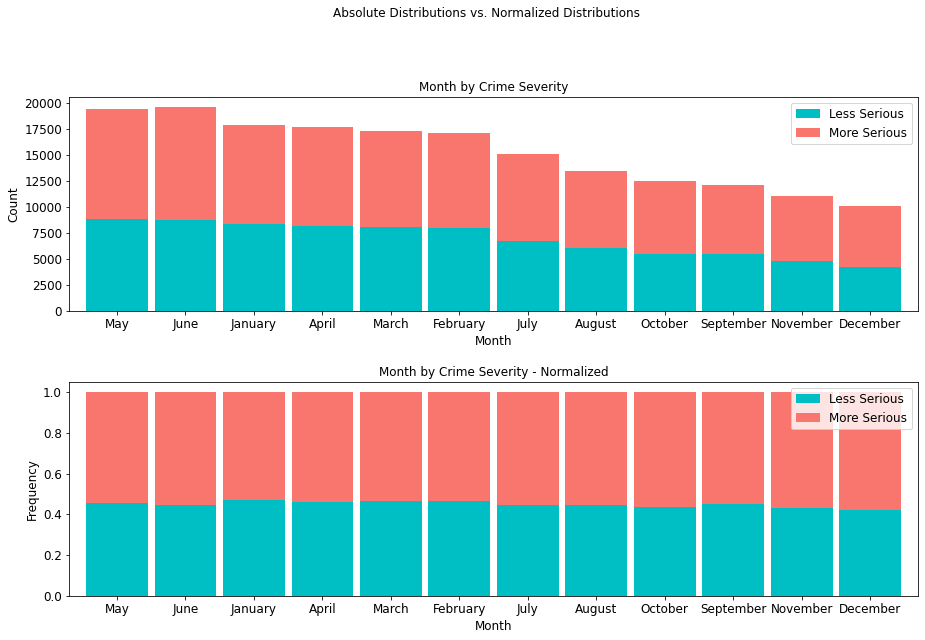 Absolute Distributions vs. Normalized Distributions
Month by Crime Severity
Count
20000
17500
15000
12500
10000
7500
5000
2500
0
Less Serious
More Serious
May June January April March February July August October September November December
Month
Month by Crime Severity - Normalized
Frequency
1.0
0.8
0.6
0.4
0.2
0.0
Less Serious
More Serious
May June January April March February July August October September November December
Month